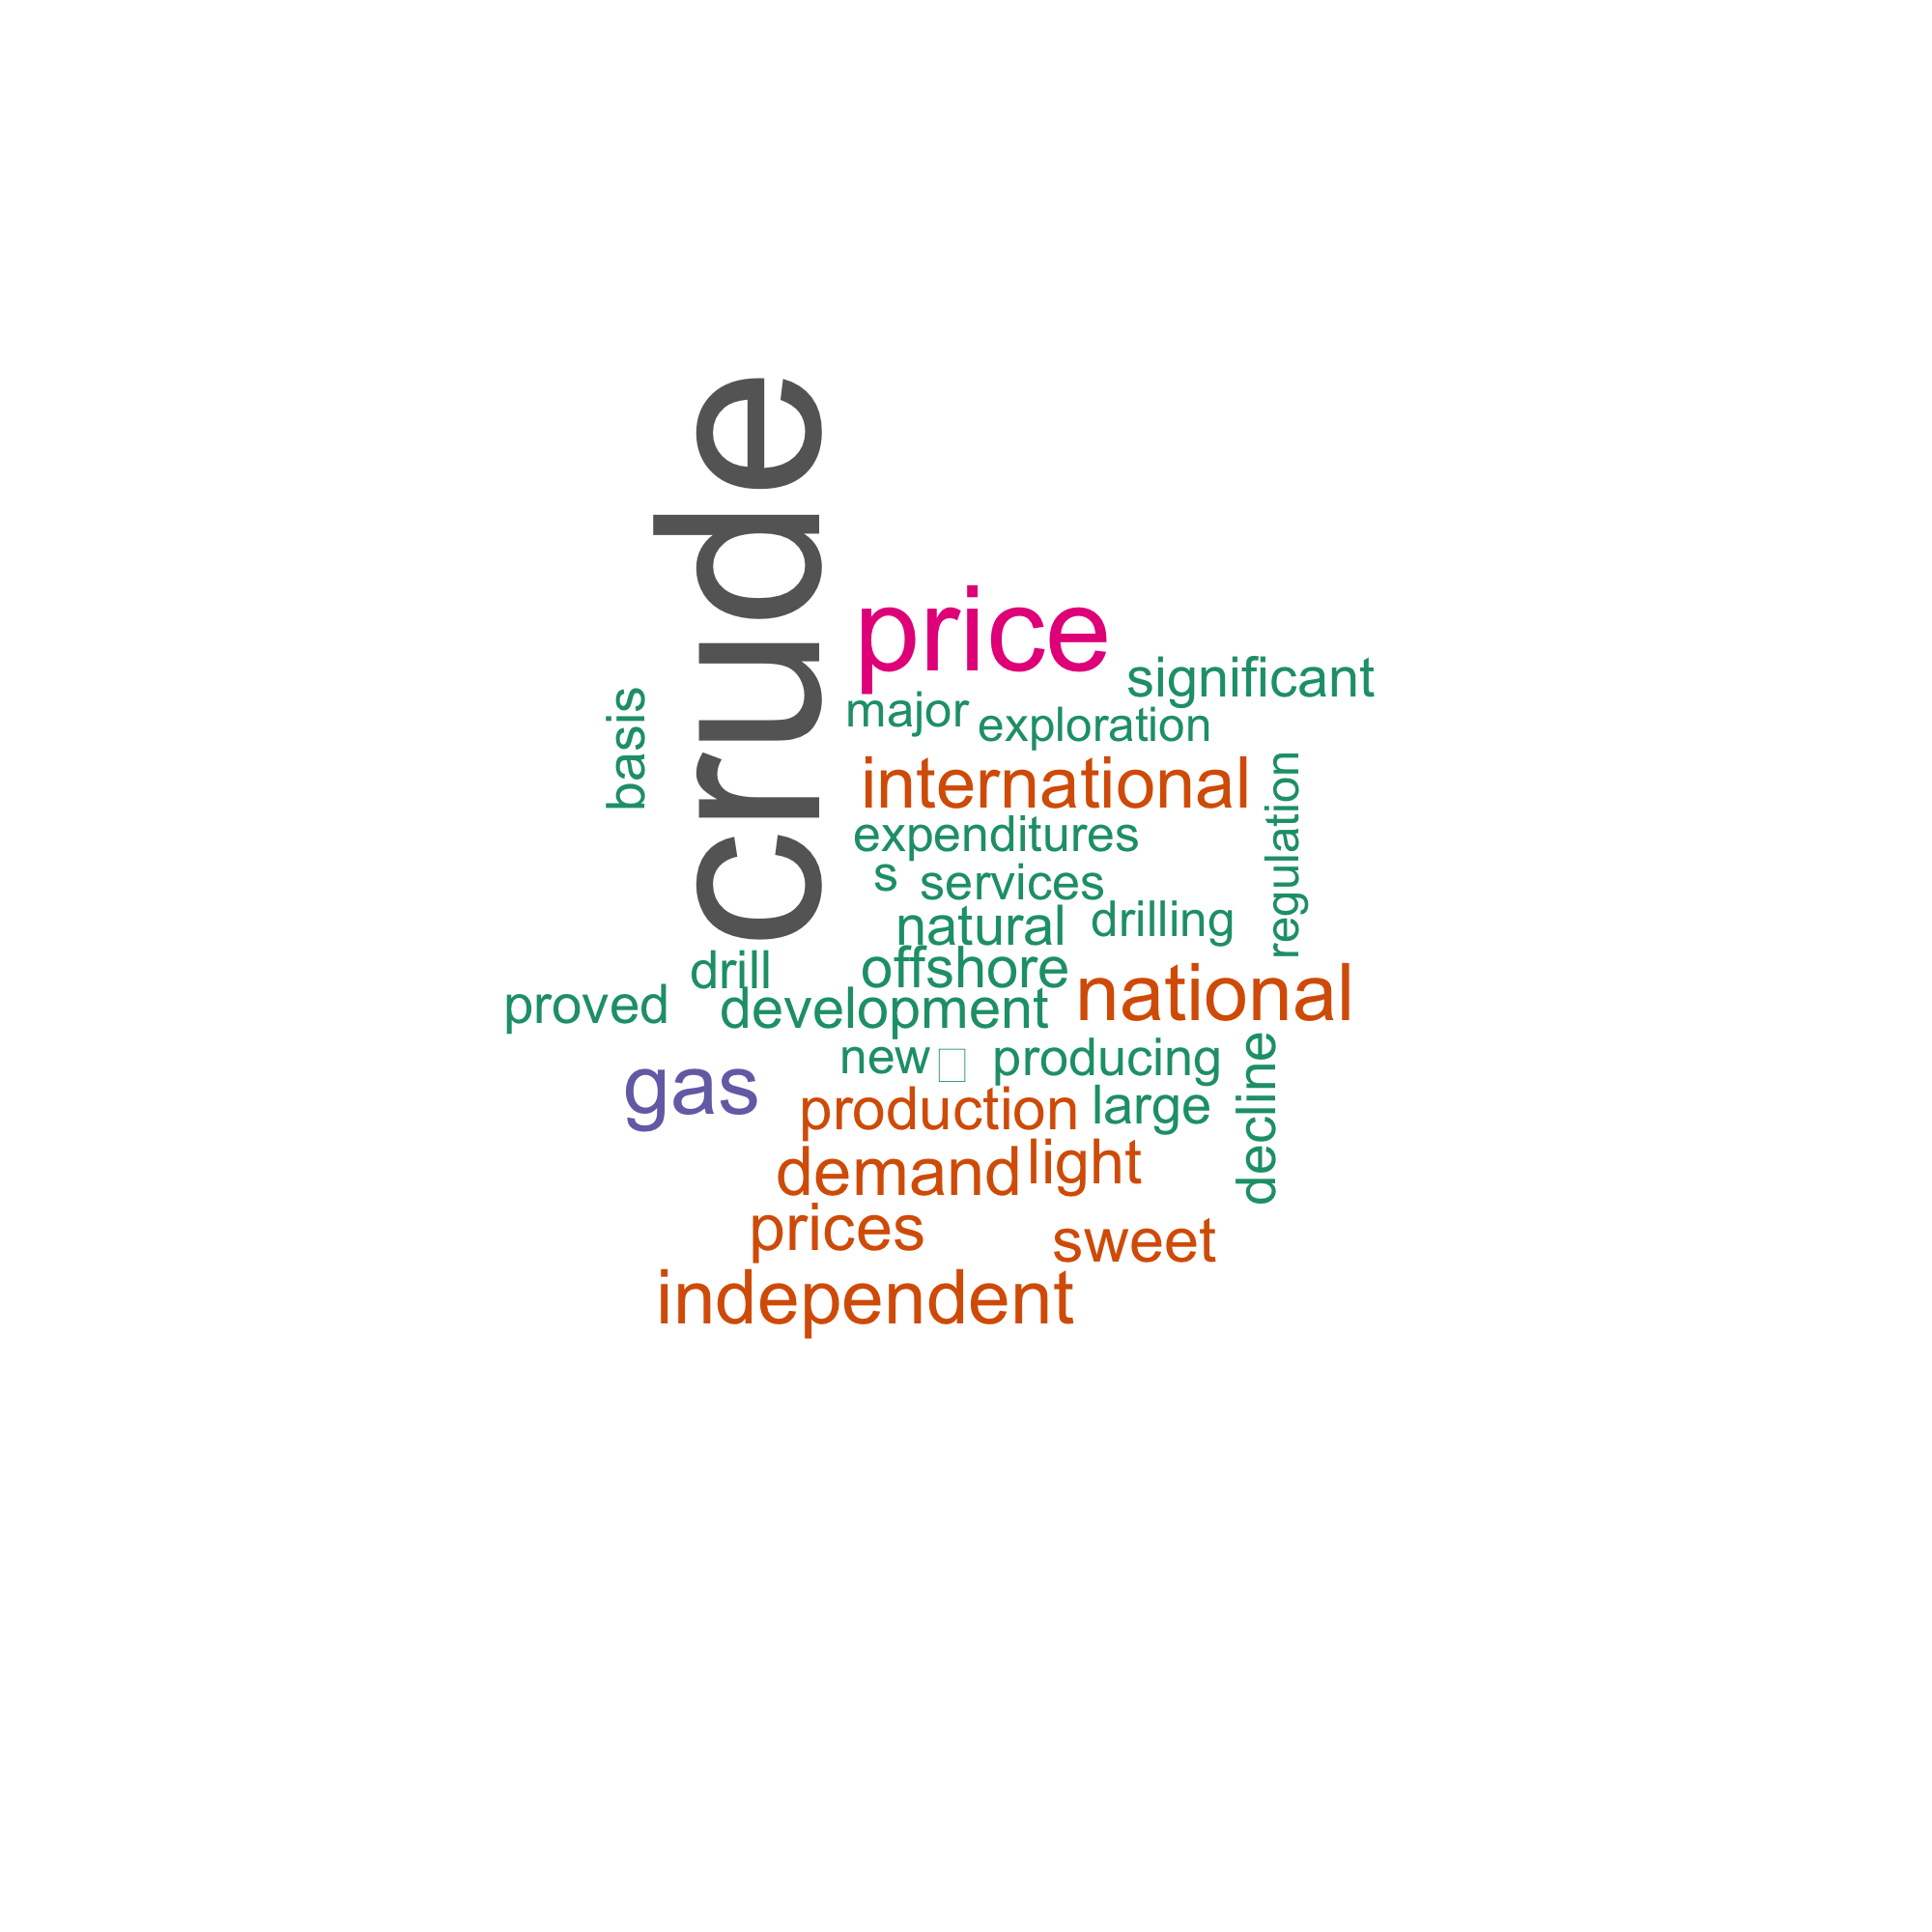 crude
price
significant
basis
major
exploration
international
regulation
expenditures
s
services
natural
drilling
drill
offshore
national
proved
development
new
producing
decline
gas
production
large
demand
light
prices
sweet
independent